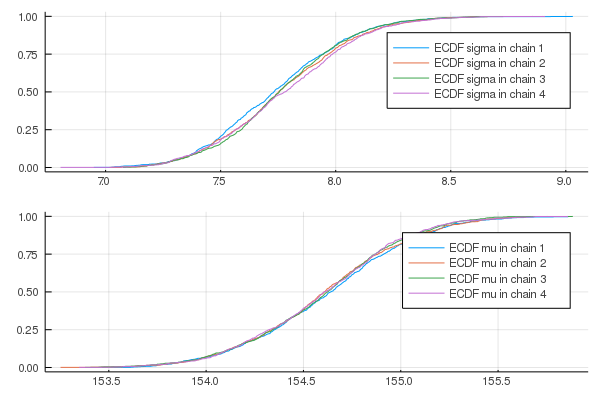 1.00
0.75
0.50
0.25
0.00
ECDF sigma in chain 1
ECDF sigma in chain 2
ECDF sigma in chain 3
ECDF sigma in chain 4
7.0 7.5 8.0 8.5 9.0
1.00
0.75
0.50
0.25
0.00
ECDF mu in chain 1
ECDF mu in chain 2
ECDF mu in chain 3
ECDF mu in chain 4
153.5 154.0 154.5 155.0 155.5